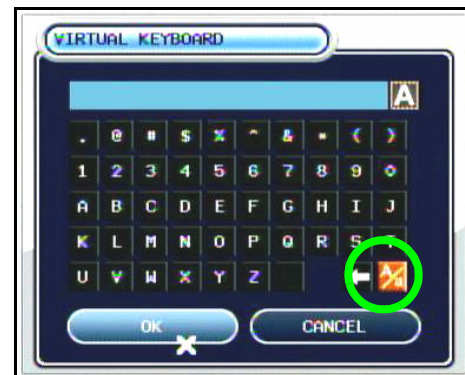 VIRTUAL KEYBOARD
A
. @ # $ % ^ & * ( )
1 2 3 4 5 6 7 8 9 0
A B C D E F G H I J
K L M N O P Q R S T
U V W X Y Z A/a
OK CANCEL